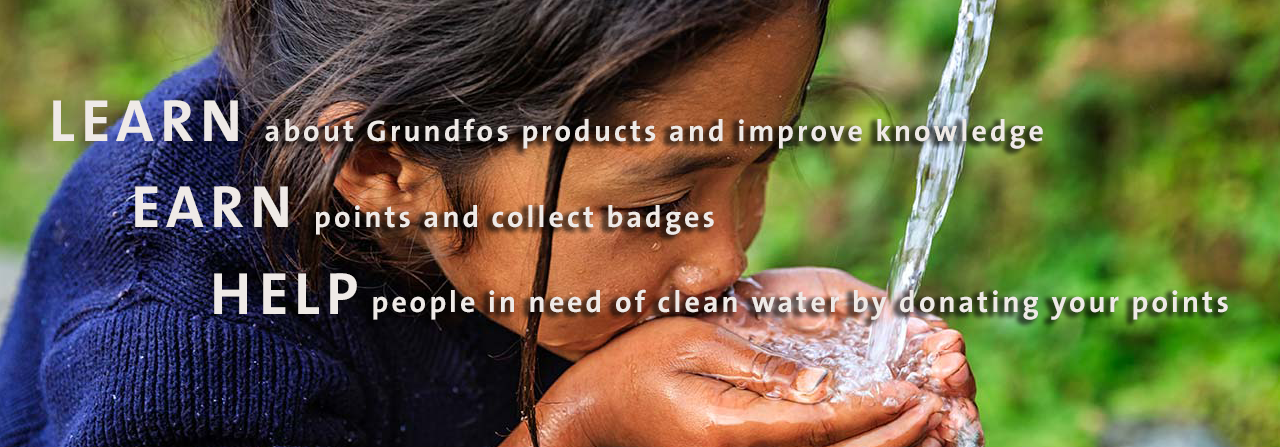 LEARN about Grundfos products and improve knowledge
EARN points and collect badges
HELP people in need of clean water by donating your points